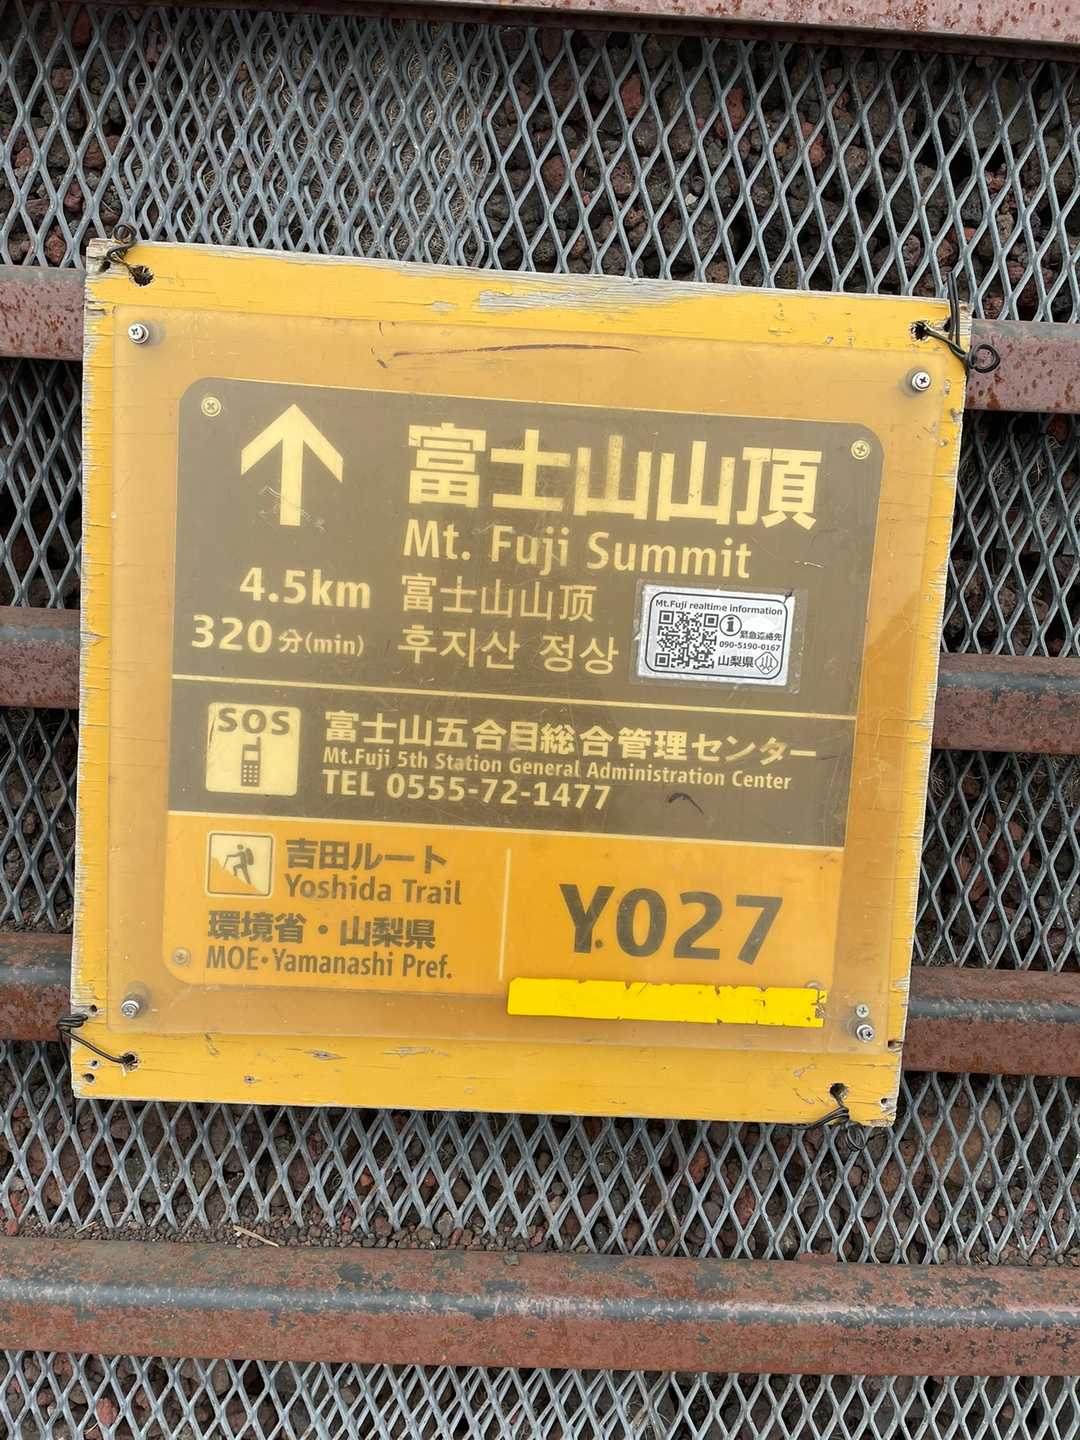 富士山山頂
Mt. Fuji Summit
4.5km
富士山山顶
320 分(min)
후지산 정상
Mt.Fuji realtime information
緊急連絡先
090-5190-0167
山梨県
SOS
富士山五合目総合管理センター
Mt.Fuji 5th Station General Administration Center
TEL 0555-72-1477
吉田ルート
Yoshida Trail
環境省・山梨県
MOE・Yamanashi Pref.
Y.027